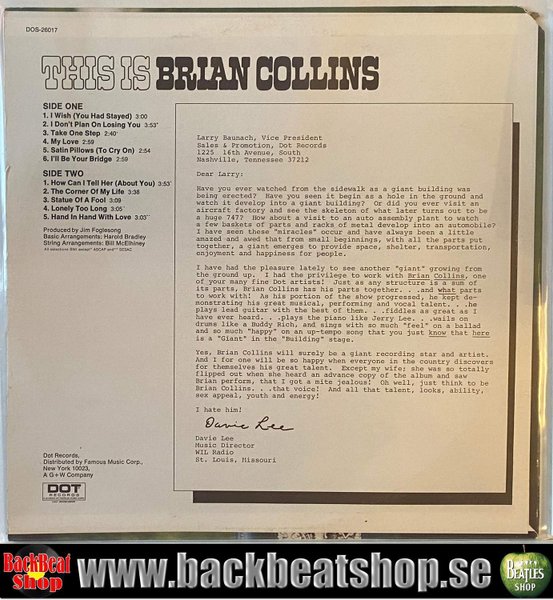 DOS-26017
THIS IS BRIAN COLLINS
SIDE ONE
1. I Wish (You Had Stayed) 3:00
2. I Don't Plan On Losing You 3:53*
3. Take One Step 2:40*
4. My Love 2:59
5. Satin Pillows (To Cry On) 2:54
6. I'll Be Your Bridge 2:59
SIDE TWO
1. How Can I Tell Her (About You) 3:53*
2. The Corner Of My Life 3:36
3. Statue Of A Fool 3:09
4. Lonely Too Long 3:05
5. Hand In Hand With Love 3:05**
Produced by Jim Foglesong
Basic Arrangements: Harold Bradley
String Arrangements: Bill McElhiney
All selections BMI except* ASCAP and** SESAC
Larry Baunach, Vice President
Sales & Promotion, Dot Records
1225 16th Avenue, South
Nashville, Tennessee 37212
Dear Larry:
Have you ever watched from the sidewalk as a giant building was
being erected? Have you seen it begin as a hole in the ground and
watch it develop into a giant building? Or did you ever visit an
aircraft factory and see the skeleton of what later turns out to be
a huge 747? How about a visit to an auto assembly plant to watch
a few baskets of parts and racks of metal develop into an automobile?
I have seen these "miracles" occur and have always been a little
amazed and awed that from small beginnings, with all the parts put
together, a giant emerges to provide space, shelter, transportation,
enjoyment and happiness for people.
I have had the pleasure lately to see another "giant" growing from
the ground up. I had the privilege to work with Brian Collins, one
of your many fine Dot artists! Just as any structure is a sum of
its parts, Brian Collins has his parts together. . .and what parts
to work with! As his portion of the show progressed, he kept de-
monstrating his great musical, performing and vocal talent. . .he
plays lead guitar with the best of them. . .fiddles as great as I
have ever heard. . .plays the piano like Jerry Lee. . .wails on
drums like a Buddy Rich, and sings with so much "feel" on a ballad
and so much "happy" on an up-tempo song that you just know that here
is a "Giant" in the "Building" stage.
Yes, Brian Collins will surely be a giant recording star and artist.
And I for one will be so happy when everyone in the country discovers
for themselves his great talent. Except my wife; she was so totally
flipped out when she heard an advance copy of the album and saw
Brian perform, that I got a mite jealous! Oh well, just think to be
Brian Collins. . .that voice! And all that talent, looks, ability,
sex appeal, youth and energy!
I hate him!
Davie Lee
Davie Lee
Music Director
WIL Radio
St. Louis, Missouri
Dot Records,
Distributed by Famous Music Corp.,
New York 10023,
A G+W Company
DOT
RECORDS
BackBeat
Shop
www.backbeatshop.se
BEATLES
SHOP